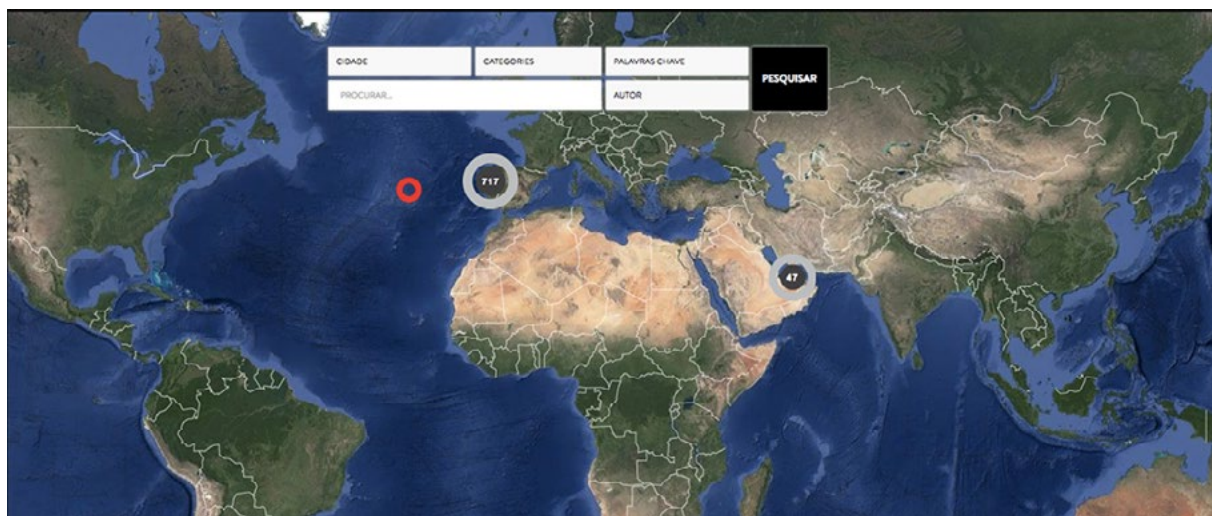 CIDADE CATEGORIES PALAVRAS CHAVE
PESQUISAR
PROCURAR... AUTOR
717
47